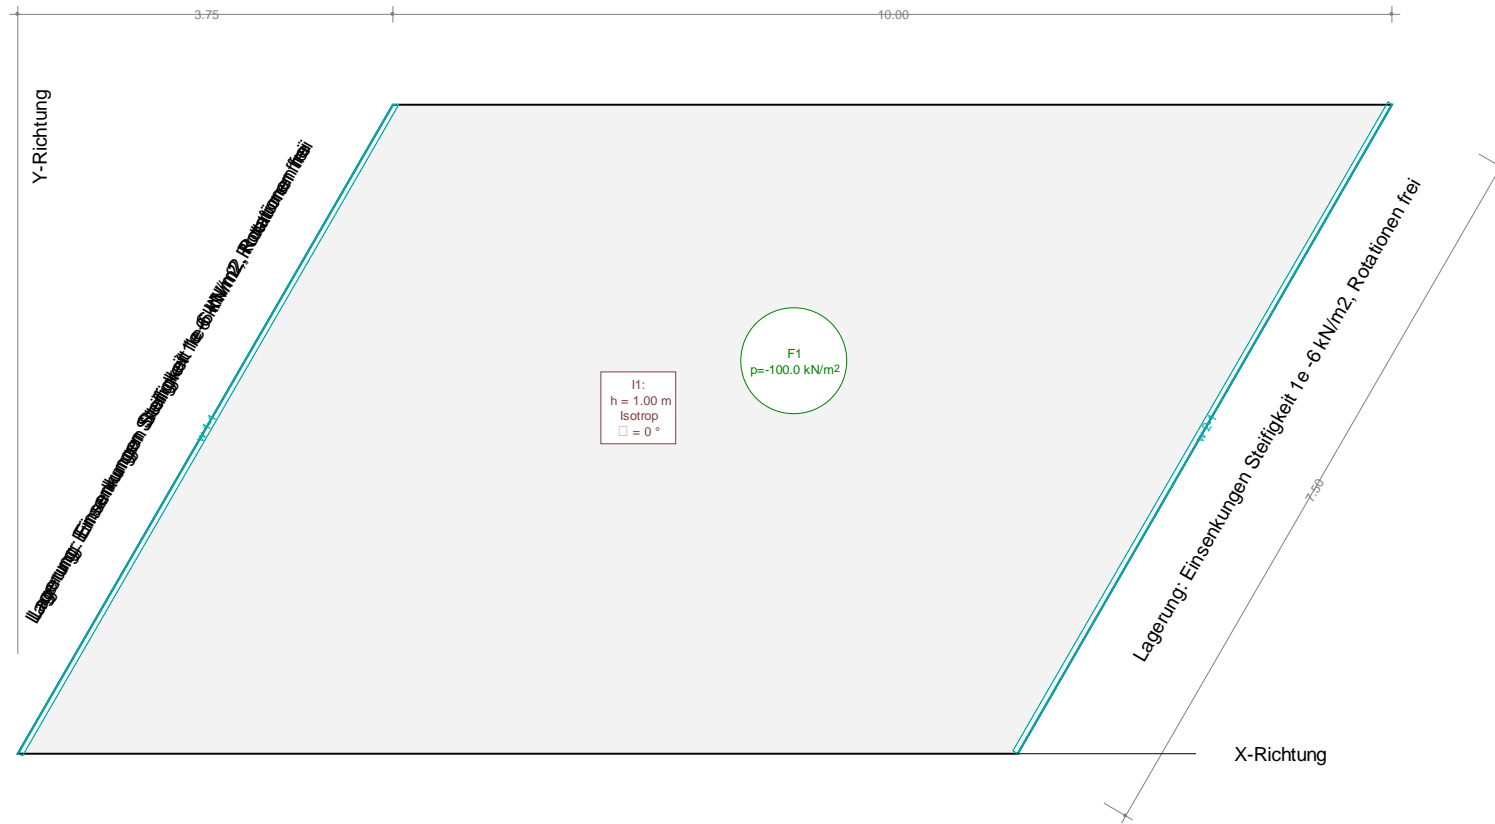 3.75
10.00
Y-Richtung
Lagerung: Einsenkungen Steifigkeit 1e -6 kN/m2, Rotationen frei
F1
p=-100.0 kN/m2
I1:
h = 1.00 m
Isotrop
□ = 0 °
Lagerung: Einsenkungen Steifigkeit 1e -6 kN/m2, Rotationen frei
7.50
X-Richtung